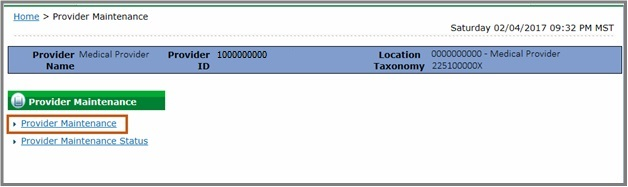 Home > Provider Maintenance
Saturday 02/04/2017 09:32 PM MST
Provider Name Medical Provider Provider ID 1000000000 Location 0000000000 - Medical Provider
Taxonomy 225100000X
Provider Maintenance
Provider Maintenance
Provider Maintenance Status